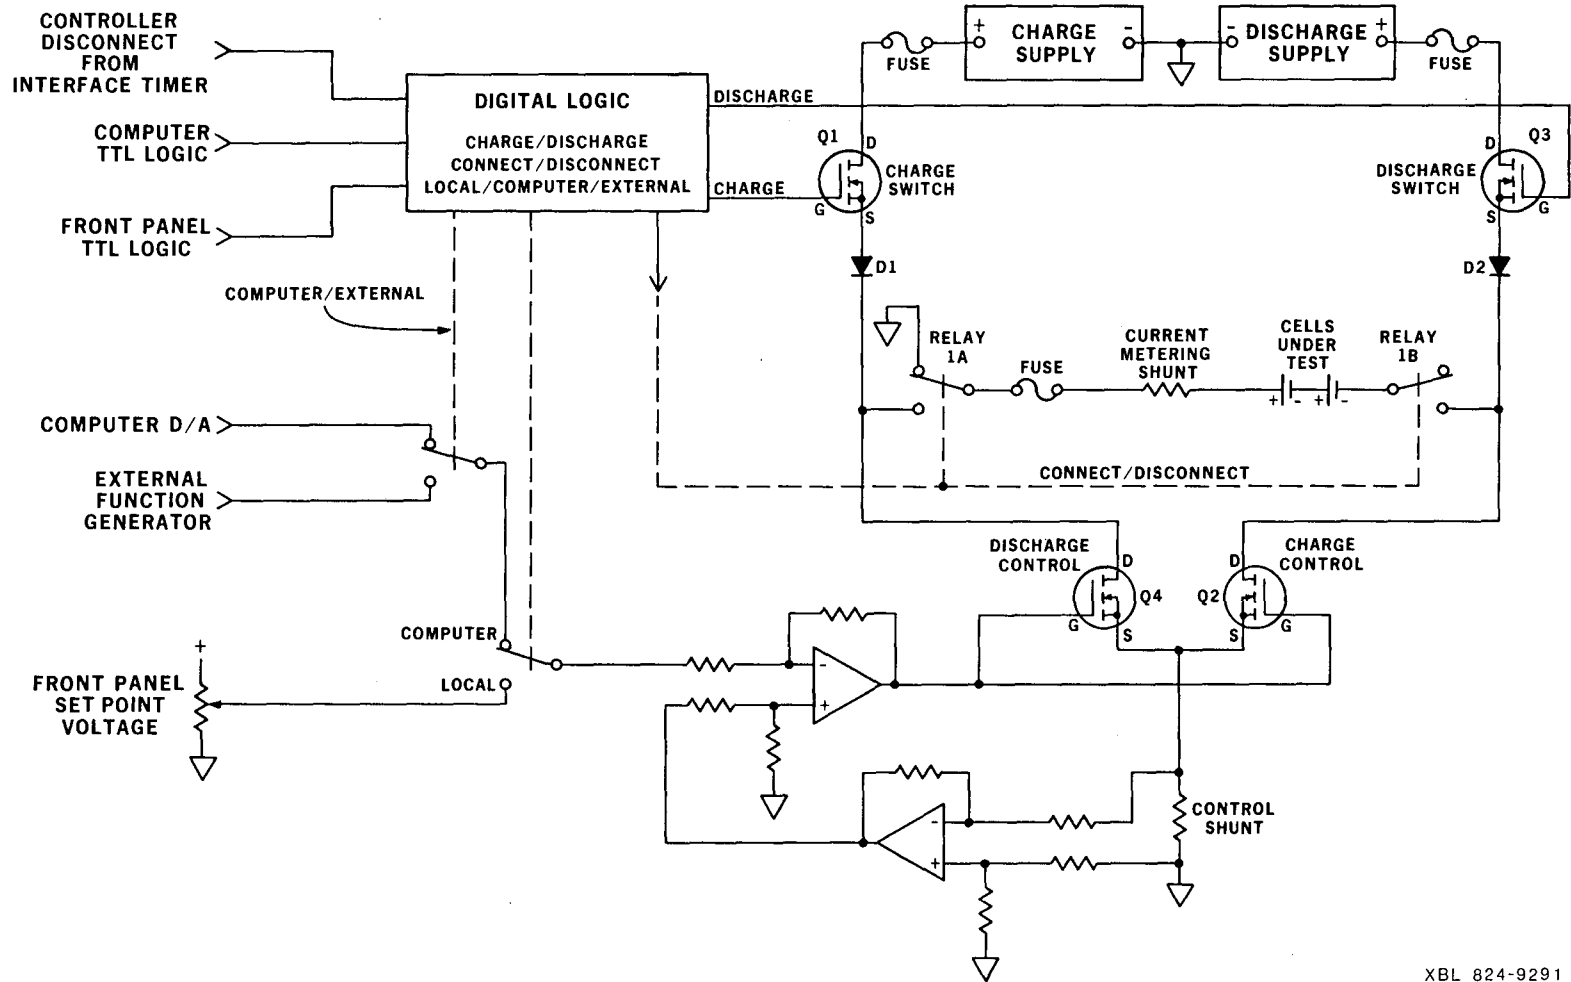 CONTROLLER
DISCONNECT
FROM
INTERFACE TIMER
COMPUTER
TTL LOGIC
FRONT PANEL
TTL LOGIC
DIGITAL LOGIC
CHARGE/DISCHARGE
CONNECT/DISCONNECT
LOCAL/COMPUTER/EXTERNAL
DISCHARGE
CHARGE
FUSE
+ CHARGE -
SUPPLY
- DISCHARGE +
SUPPLY
FUSE
Q1
D
CHARGE
SWITCH
G
S
D1
Q3
D
DISCHARGE
SWITCH
S
G
D2
COMPUTER/EXTERNAL
RELAY
1A
FUSE
CURRENT
METERING
SHUNT
CELLS
UNDER
TEST
+ - + -
RELAY
1B
CONNECT/DISCONNECT
COMPUTER D/A
EXTERNAL
FUNCTION
GENERATOR
DISCHARGE
CONTROL
D
Q4
G
S
CHARGE
CONTROL
D
Q2
S
G
COMPUTER
LOCAL
+
FRONT PANEL
SET POINT
VOLTAGE
-
+
-
+
CONTROL
SHUNT
XBL 824-9291